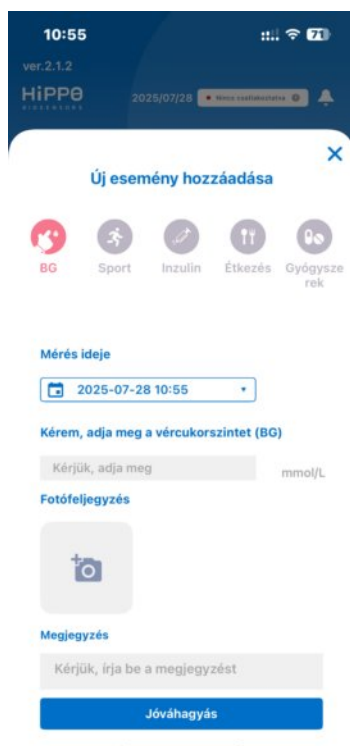 10:55
71
ver.2.1.2
HiPPO
BIOSENSORS
2025/07/28
Nincs csatlakoztatva
Új esemény hozzáadása
BG
Sport
Inzulin
Étkezés
Gyógysze
rek
Mérés ideje
2025-07-28 10:55
Kérem, adja meg a vércukorszintet (BG)
Kérjük, adja meg
mmol/L
Fotófeljegyzés
Megjegyzés
Kérjük, írja be a megjegyzést
Jóváhagyás